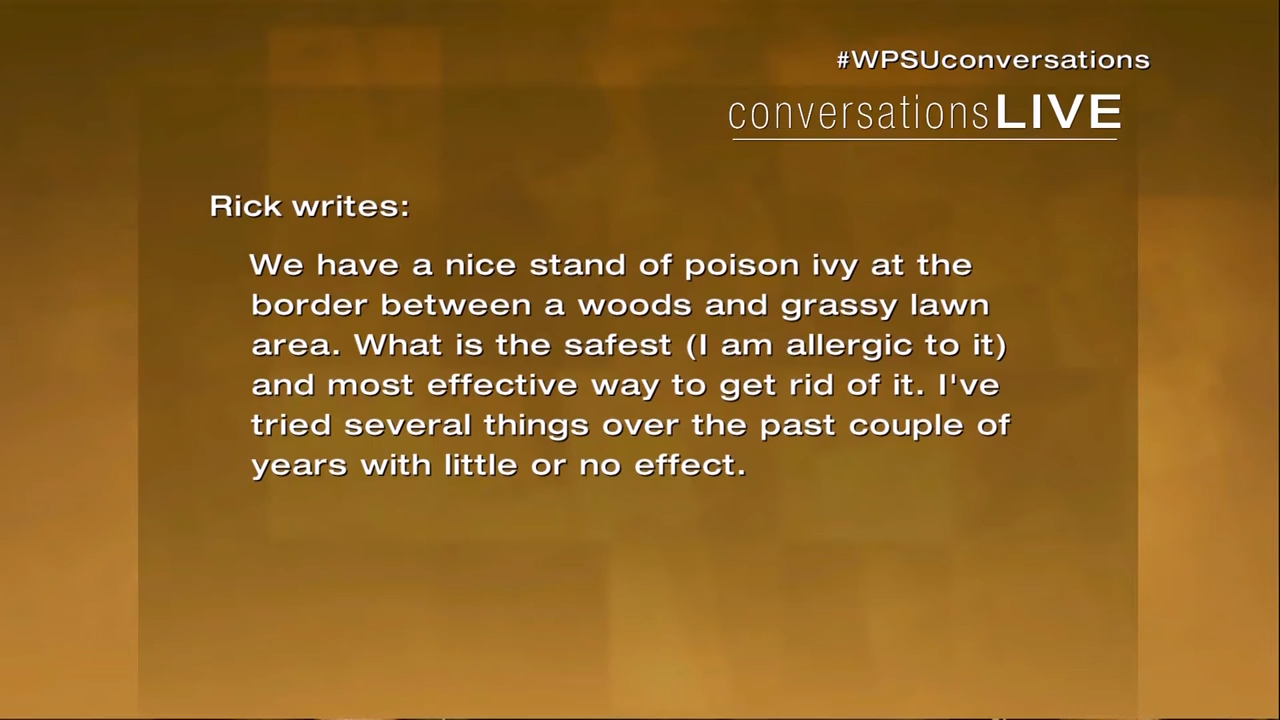 #WPSUconversations
conversationsLIVE
Rick writes:
We have a nice stand of poison ivy at the
border between a woods and grassy lawn
area. What is the safest (I am allergic to it)
and most effective way to get rid of it. I've
tried several things over the past couple of
years with little or no effect.